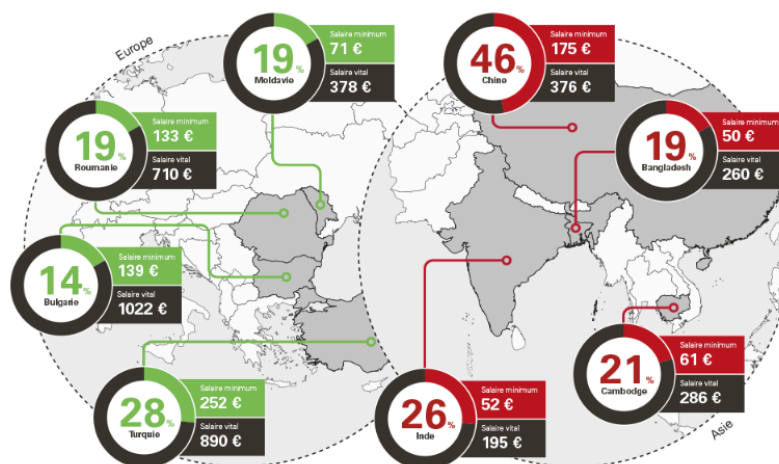 Europe
19%
Moldavie
Salaire minimum
71 €
Salaire vital
378 €
46%
Chine
Salaire minimum
175 €
Salaire vital
376 €
19%
Roumanie
Salaire minimum
133 €
Salaire vital
710 €
19%
Bangladesh
Salaire minimum
50 €
Salaire vital
260 €
14%
Bulgarie
Salaire minimum
139 €
Salaire vital
1022 €
28%
Turquie
Salaire minimum
252 €
Salaire vital
890 €
26%
Inde
Salaire minimum
52 €
Salaire vital
195 €
21%
Cambodge
Salaire minimum
61 €
Salaire vital
286 €
Asie